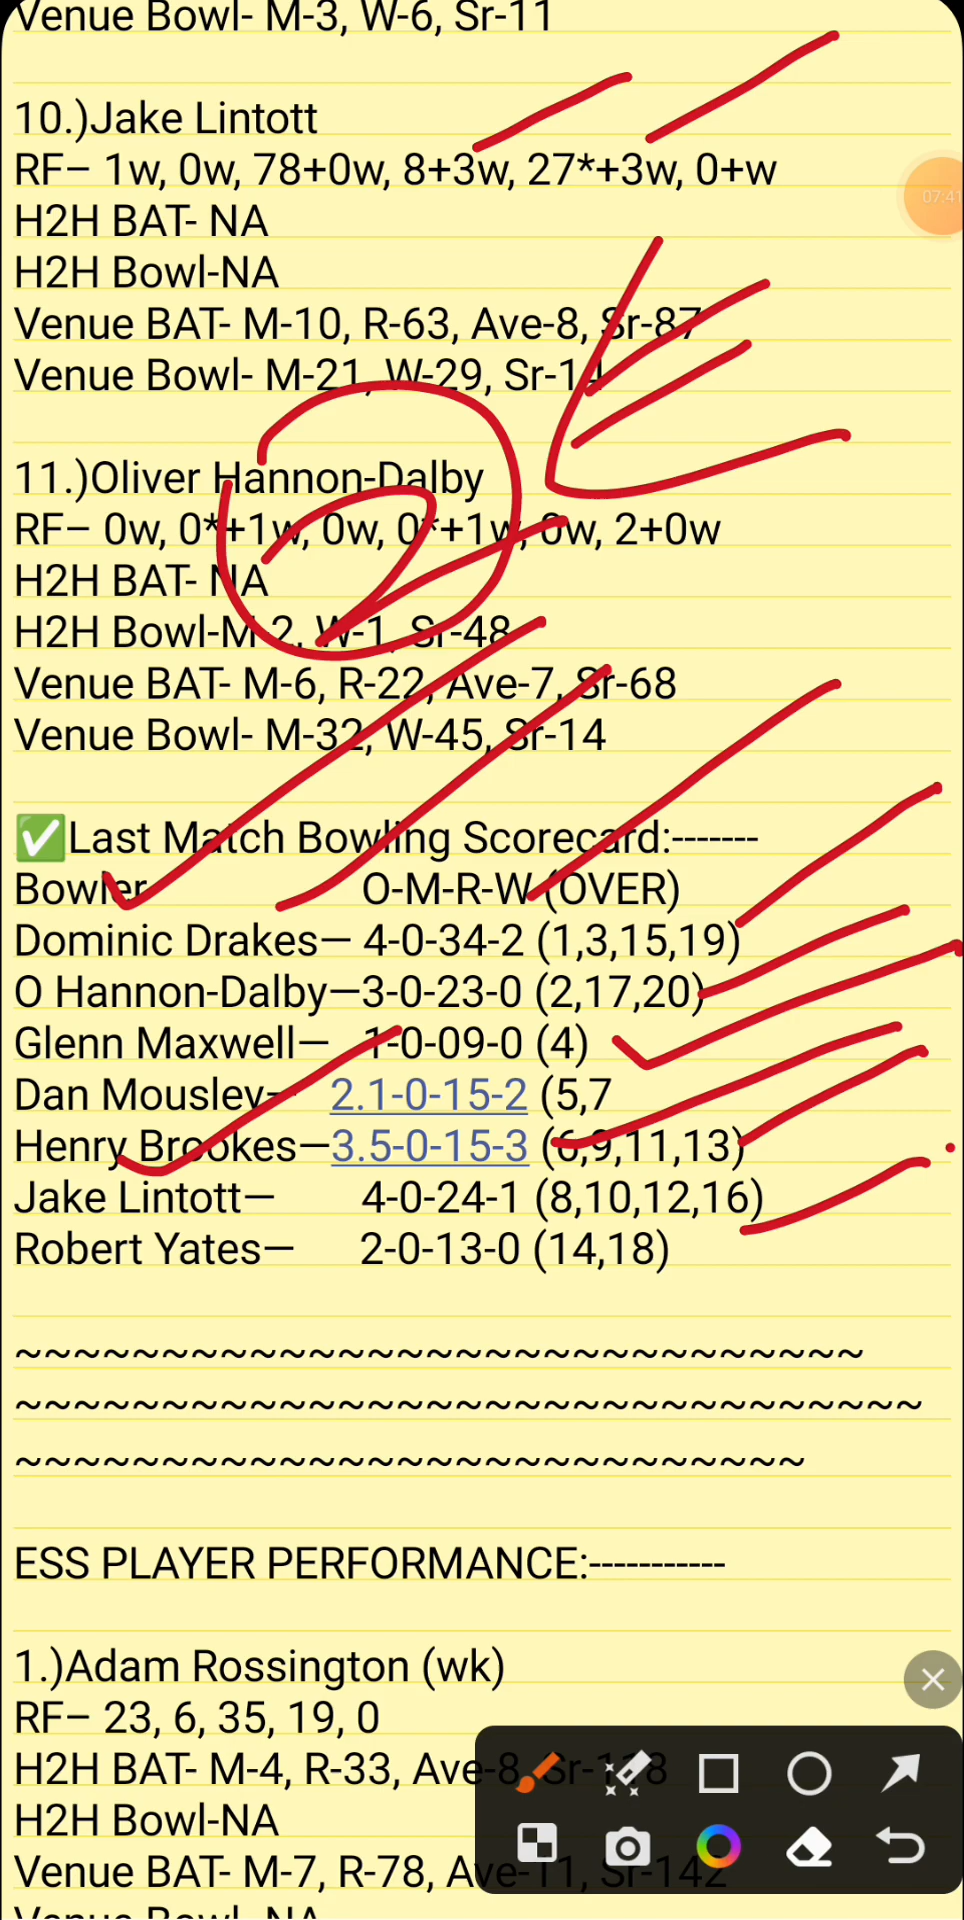 Venue Bowl- M-3, W-6, Sr-11
10.)Jake Lintott
RF– 1w, 0w, 78+0w, 8+3w, 27*+3w, 0+w
07:41
H2H BAT- NA
H2H Bowl-NA
Venue BAT- M-10, R-63, Ave-8, Sr-87
Venue Bowl- M-21, W-29, Sr-14
11.)Oliver Hannon-Dalby
RF– 0w, 0*+1w, 0w, 0*+1w, 0w, 2+0w
2
H2H BAT- NA
H2H Bowl-M-2, W-1, Sr-48
Venue BAT- M-6, R-22, Ave-7, Sr-68
Venue Bowl- M-32, W-45, Sr-14
✅Last Match Bowling Scorecard:-------
Bowler O-M-R-W (OVER)
Dominic Drakes— 4-0-34-2 (1,3,15,19)
O Hannon-Dalby—3-0-23-0 (2,17,20)
Glenn Maxwell— 1-0-09-0 (4)
Dan Mousley- 2.1-0-15-2 (5,7
Henry Brookes—3.5-0-15-3 (6,9,11,13)
Jake Lintott— 4-0-24-1 (8,10,12,16)
Robert Yates— 2-0-13-0 (14,18)
~~~~~~~~~~~~~~~~~~~~~~~~~~~~~
~~~~~~~~~~~~~~~~~~~~~~~~~~~~~~~
~~~~~~~~~~~~~~~~~~~~~~~~~~~
ESS PLAYER PERFORMANCE:-----------
1.)Adam Rossington (wk)
RF– 23, 6, 35, 19, 0
H2H BAT- M-4, R-33, Ave-8, Sr-118
H2H Bowl-NA
Venue BAT- M-7, R-78, Ave-11, Sr-142
Venue Bowl- NA